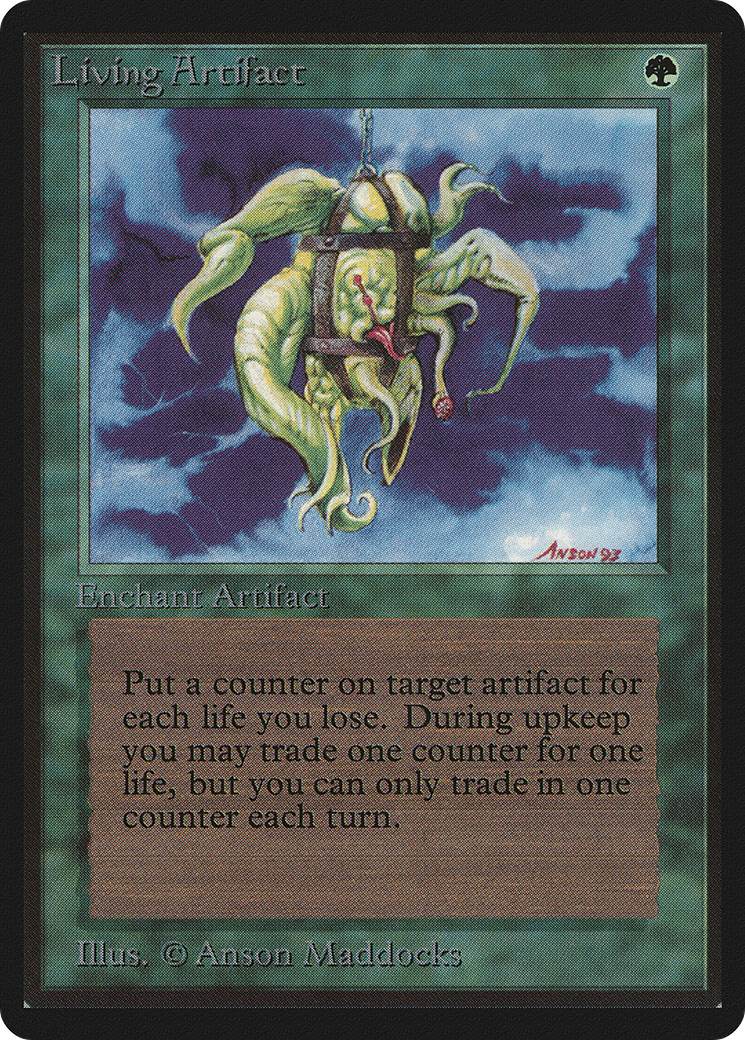 Living Artifact
ANSON 93
Enchant Artifact
Put a counter on target artifact for
each life you lose. During upkeep
you may trade one counter for one
life, but you can only trade in one
counter each turn.
Illus. © Anson Maddocks